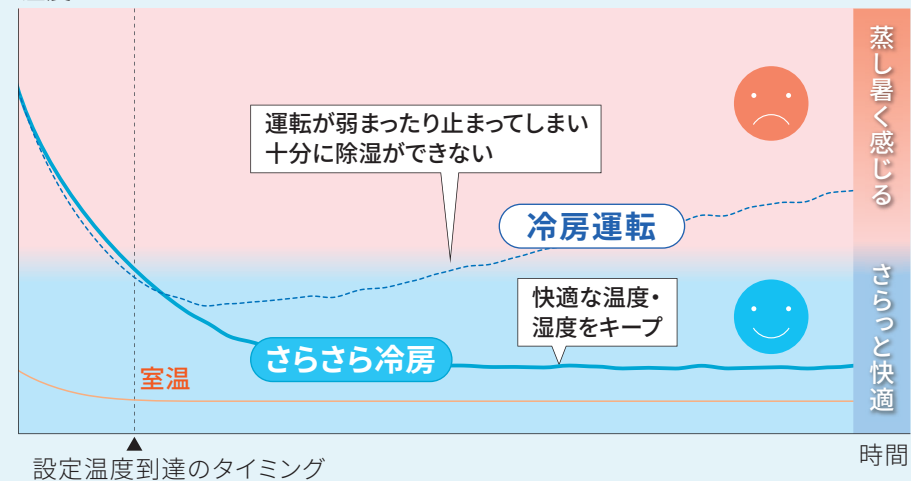 蒸し暑く感じる
運転が弱まったり止まってしまい
十分に除湿ができない
冷房運転
さらっと快適
快適な温度・
湿度をキープ
さらさら冷房
室温
時間
▲
設定温度到達のタイミング